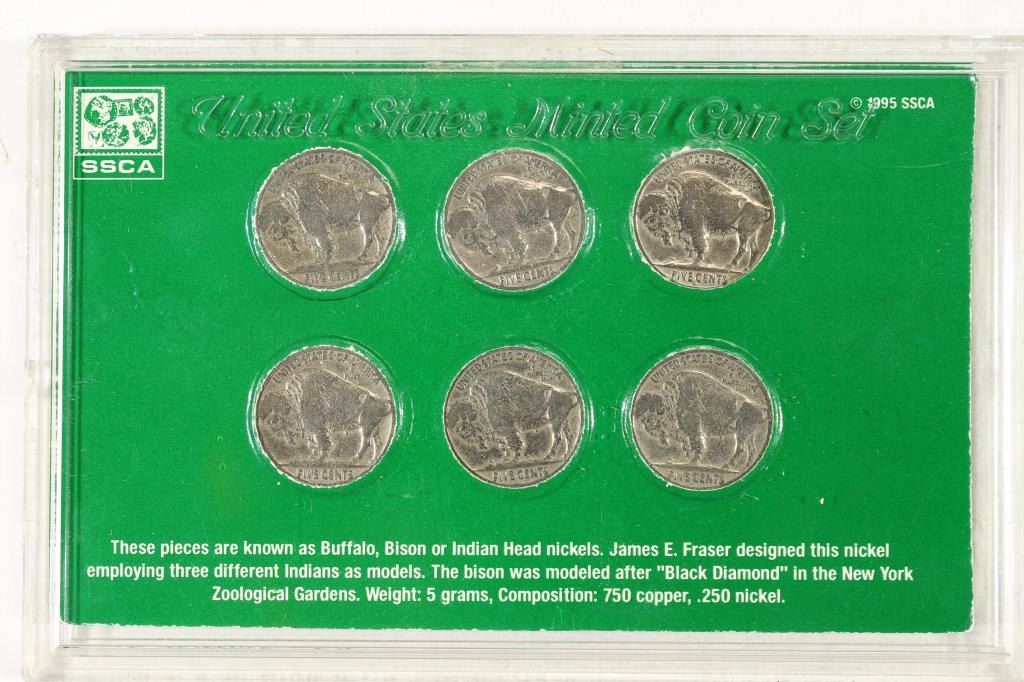 United States Minted Coin Set
© 1995 SSCA
SSCA
UNITED STATES OF AMERICA
FIVE CENTS
UNITED STATES OF AMERICA
FIVE CENTS
UNITED STATES OF AMERICA
FIVE CENTS
UNITED STATES OF AMERICA
FIVE CENTS
UNITED STATES OF AMERICA
FIVE CENTS
UNITED STATES OF AMERICA
FIVE CENTS
These pieces are known as Buffalo, Bison or Indian Head nickels. James E. Fraser designed this nickel
employing three different Indians as models. The bison was modeled after "Black Diamond" in the New York
Zoological Gardens. Weight: 5 grams, Composition: 750 copper, .250 nickel.